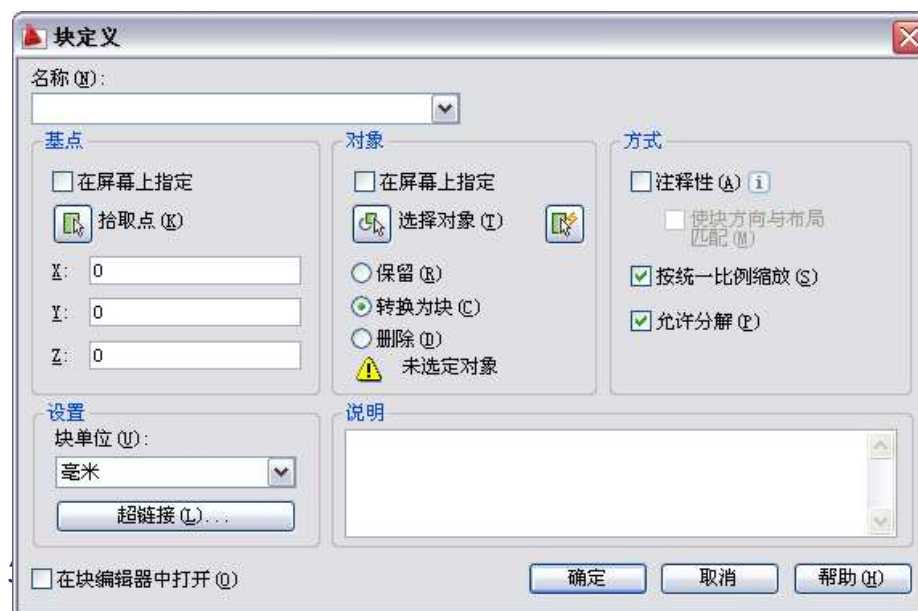 块定义
名称(N):
基点
在屏幕上指定
拾取点(K)
X: 0
Y: 0
Z: 0
对象
在屏幕上指定
选择对象(T)
保留(R)
转换为块(C)
删除(D)
未选定对象
方式
注释性(A) i
使块方向与布局
匹配(M)
按统一比例缩放(S)
允许分解(P)
设置
块单位(U):
毫米
超链接(L)...
说明
在块编辑器中打开(O)
确定
取消
帮助(H)